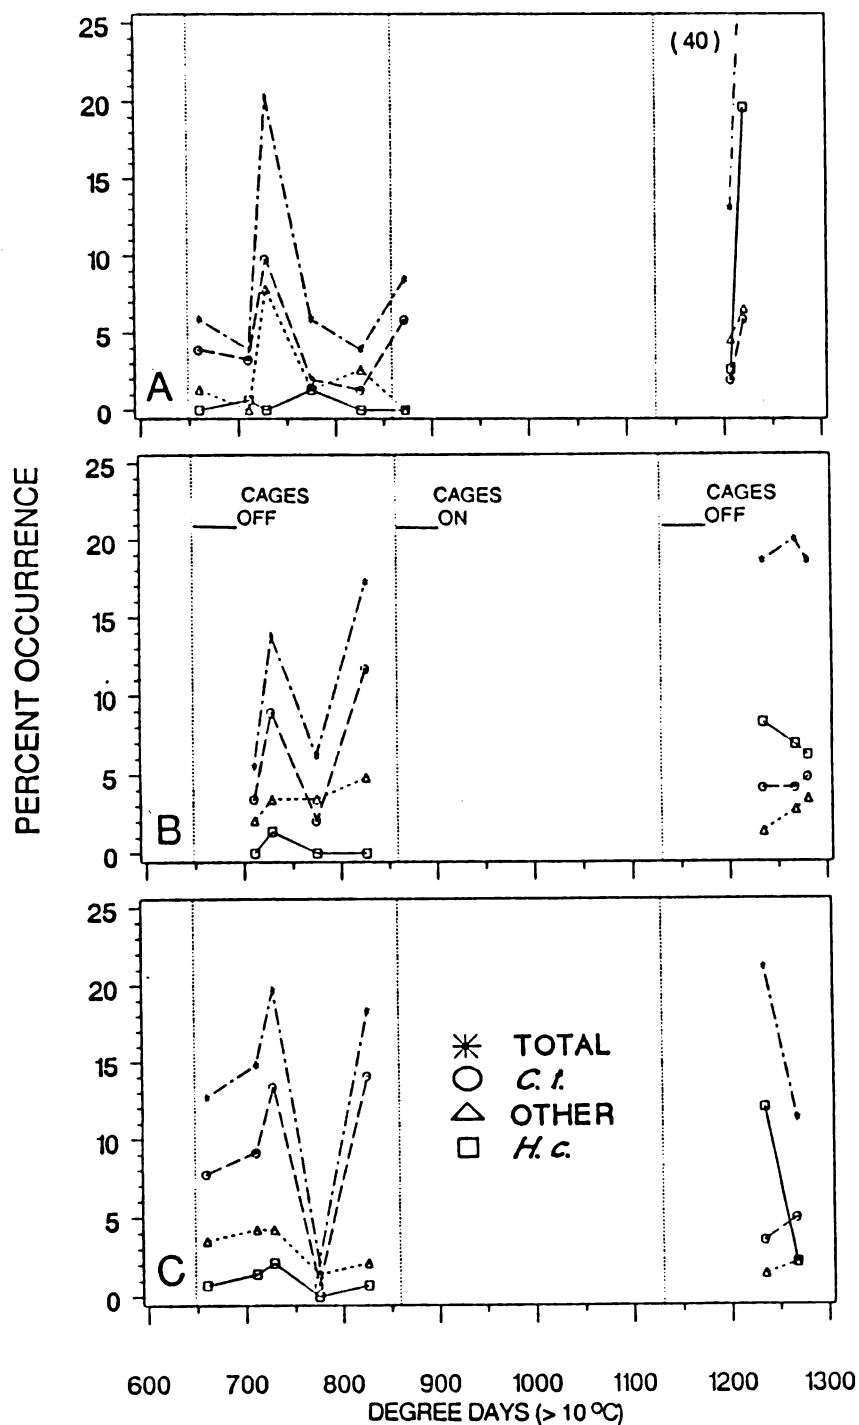 25
20
15
10
5
0
(40)
A
PERCENT OCCURRENCE
25
20
15
10
5
0
CAGES
OFF
CAGES
ON
CAGES
OFF
B
25
20
15
10
5
0
TOTAL
C. t.
OTHER
H. c.
C
600 700 800 900 1000 1100 1200 1300
DEGREE DAYS (> 10 °C)